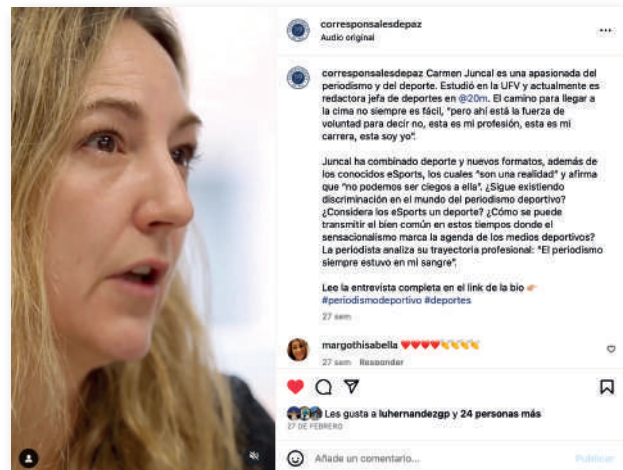 corresponsalesdepaz
Audio original
corresponsalesdepaz Carmen Juncal es una apasionada del
periodismo y del deporte. Estudió en la UFV y actualmente es
redactora jefa de deportes en @20m. El camino para llegar a
la cima no siempre es fácil, "pero ahí está la fuerza de
voluntad para decir no, esta es mi profesión, esta es mi
carrera, esta soy yo".
Juncal ha combinado deporte y nuevos formatos, además de
los conocidos eSports, los cuales "son una realidad" y afirma
que "no podemos ser ciegos a ella". ¿Sigue existiendo
discriminación en el mundo del periodismo deportivo?
¿Considera los eSports un deporte? ¿Cómo se puede
transmitir el bien común en estos tiempos donde el
sensacionalismo marca la agenda de los medios deportivos?
La periodista analiza su trayectoria profesional: "El periodismo
siempre estuvo en mi sangre".
Lee la entrevista completa en el link de la bio 👉🏼
#periodismodeportivo #deportes
27 sem
margothisabella ❤️❤️❤️❤️👏👏👏👏
27 sem Responder
Les gusta a luhernandezgp y 24 personas más
27 DE FEBRERO
Añade un comentario...
Publicar